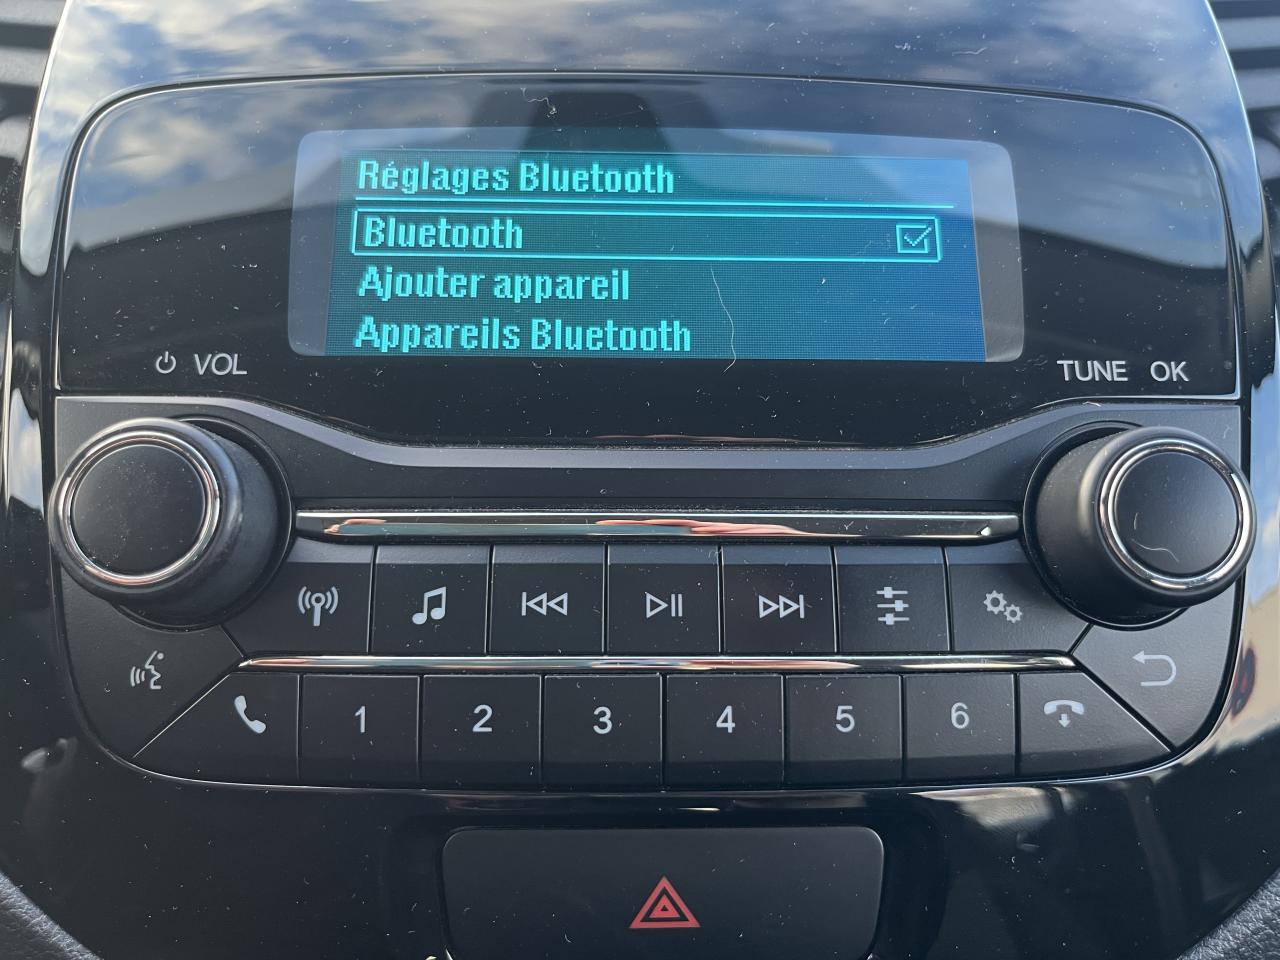 Réglages Bluetooth
Bluetooth
Ajouter appareil
Appareils Bluetooth
VOL
TUNE OK
1 2 3 4 5 6